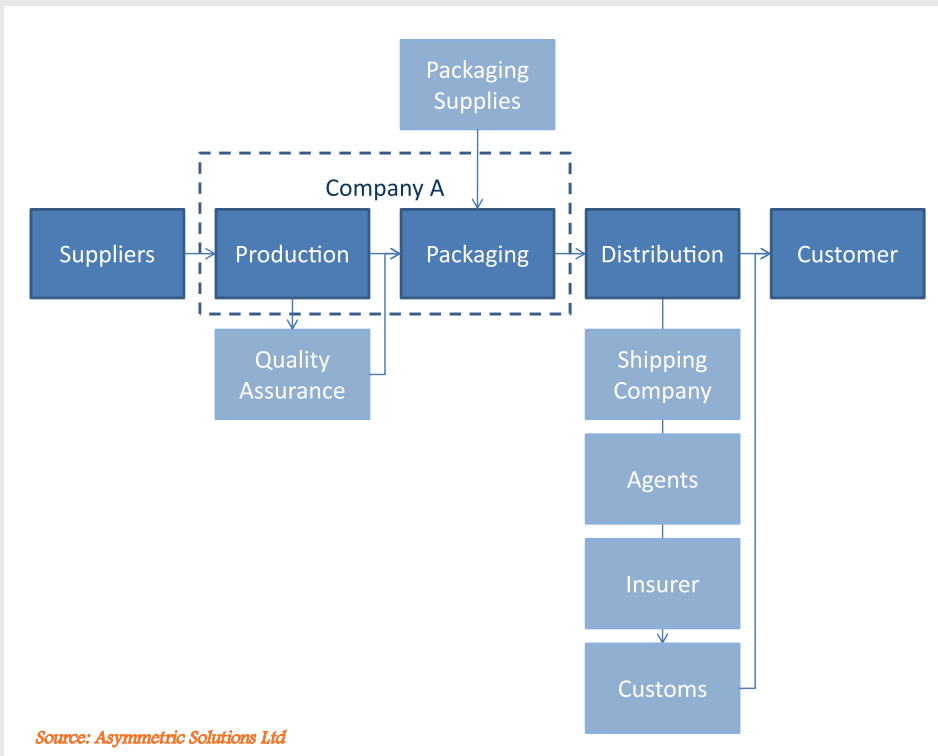 Packaging
Supplies
Company A
Suppliers
Production
Packaging
Distribution
Customer
Quality
Assurance
Shipping
Company
Agents
Insurer
Customs
Source: Asymmetric Solutions Ltd